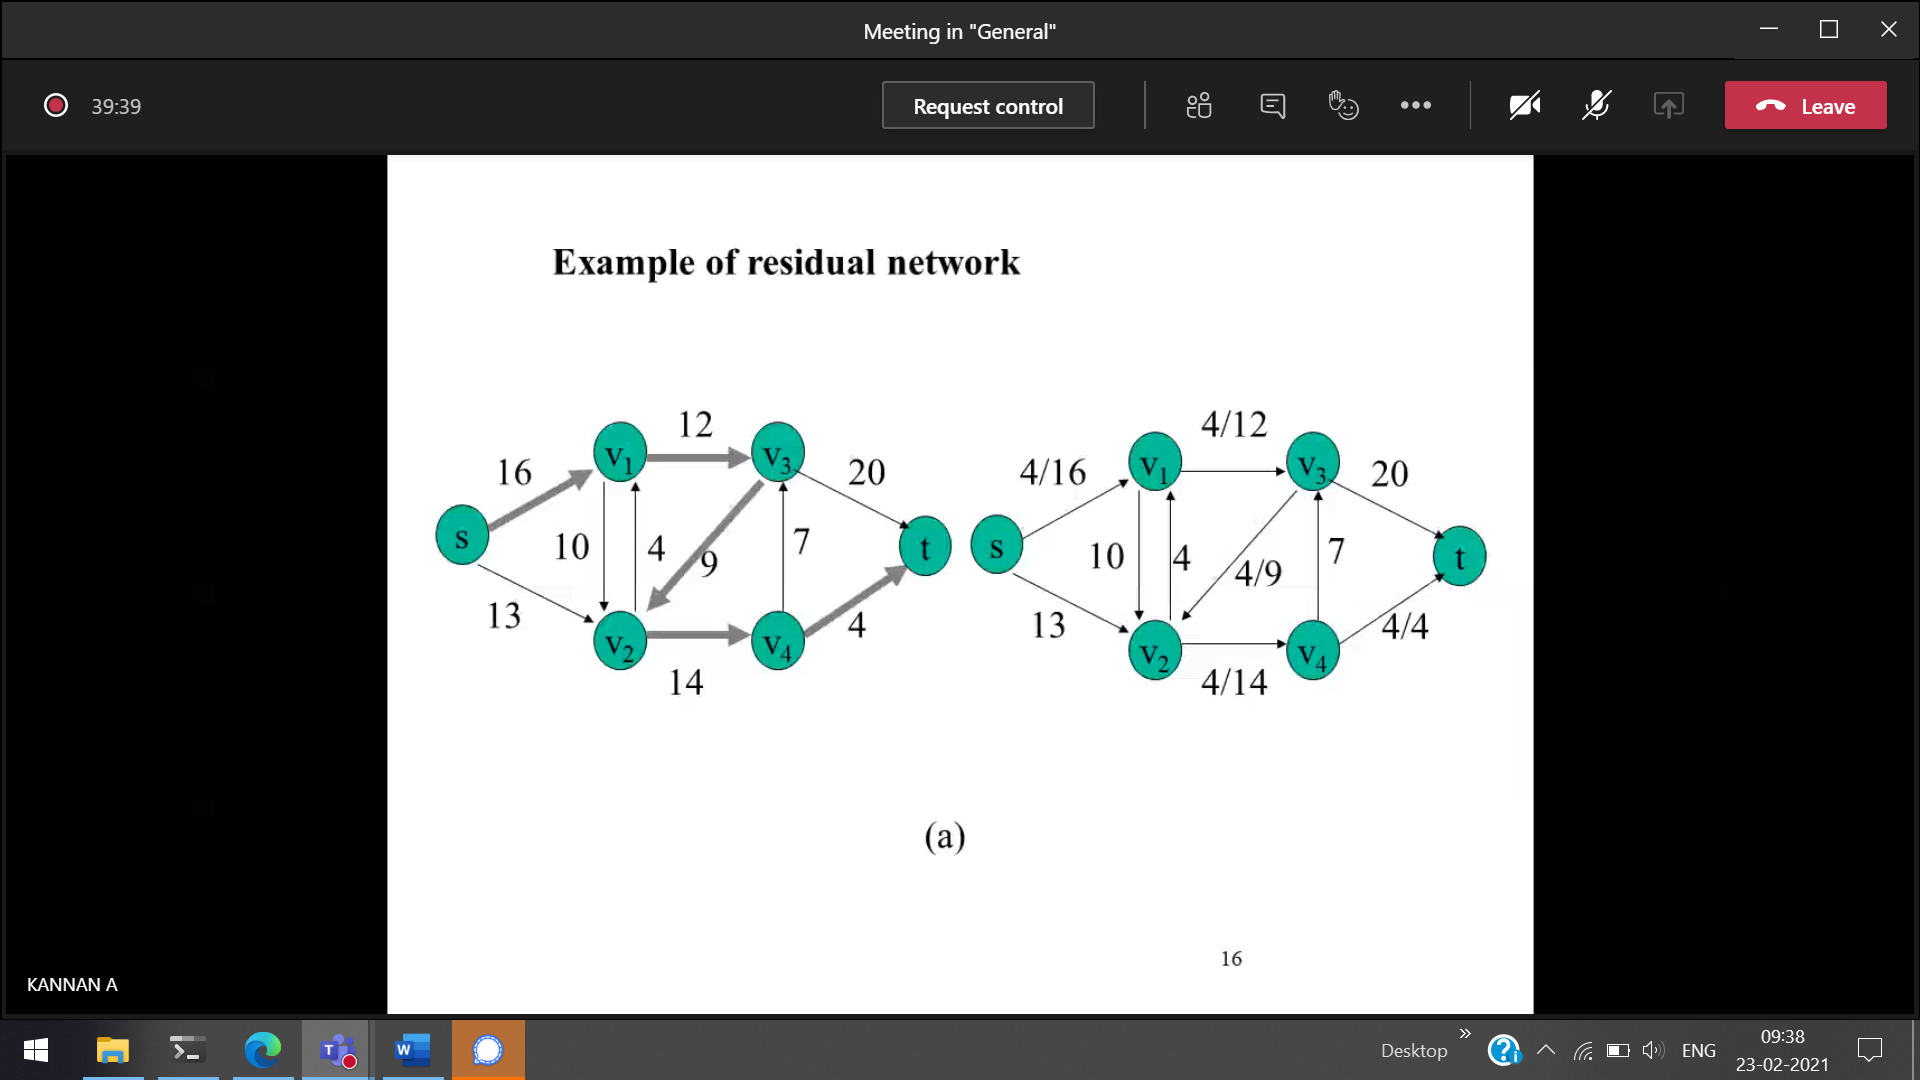 Meeting in "General"
39:39
Request control
Leave
Example of residual network
12
16
v1
v3
20
s
10
4
9
7
t
13
v2
v4
4
14
4/12
4/16
v1
v3
20
s
10
4
4/9
7
t
13
v2
v4
4/4
4/14
(a)
16
KANNAN A
T
W
Desktop
»
?
i
ENG
09:38
23-02-2021